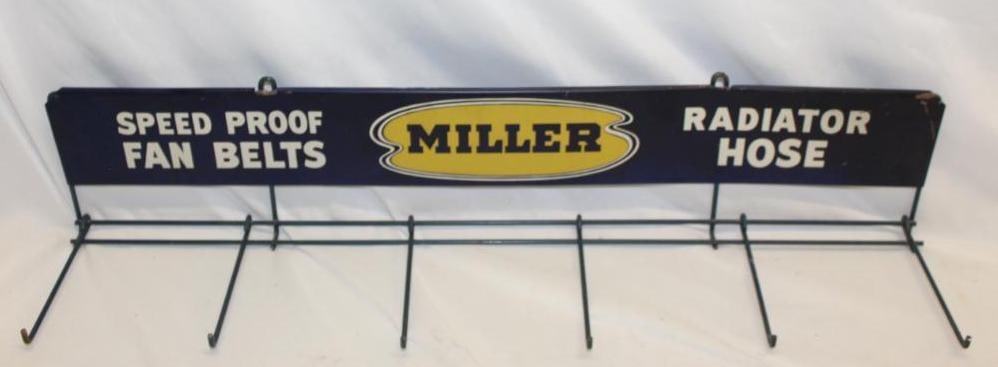 SPEED PROOF
FAN BELTS
MILLER
RADIATOR
HOSE